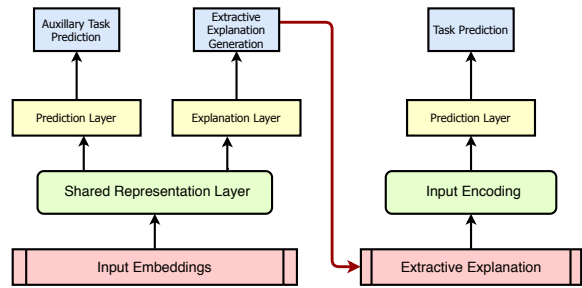 Auxillary Task
Prediction
Extractive
Explanation
Generation
Task Prediction
Prediction Layer
Explanation Layer
Prediction Layer
Shared Representation Layer
Input Encoding
Input Embeddings
Extractive Explanation